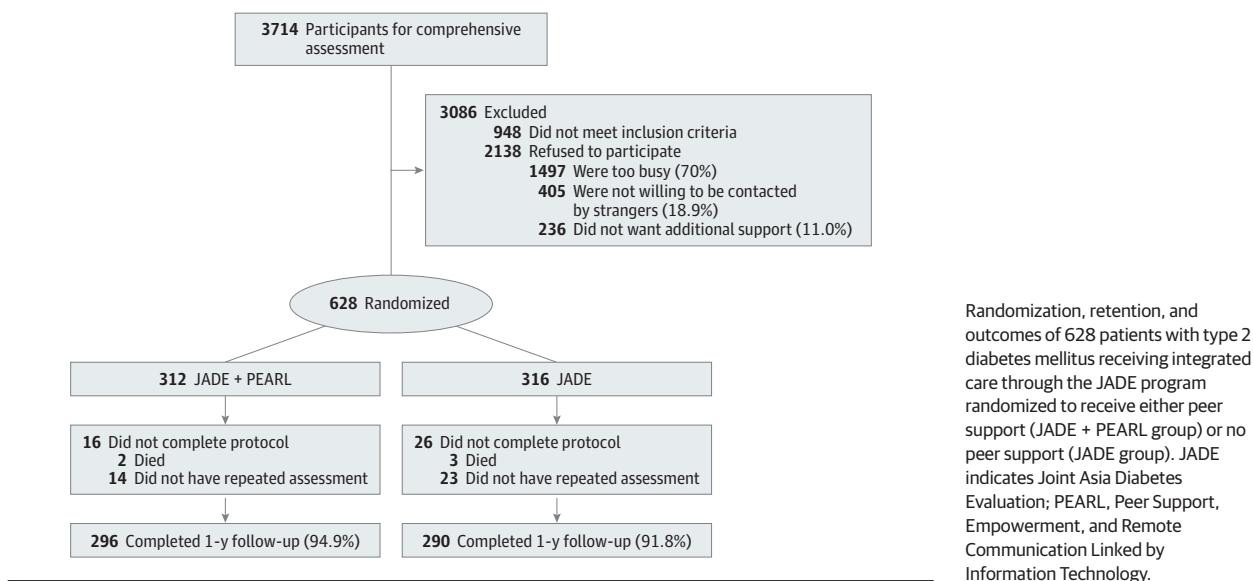 3714 Participants for comprehensive
assessment
3086 Excluded
948 Did not meet inclusion criteria
2138 Refused to participate
1497 Were too busy (70%)
405 Were not willing to be contacted
by strangers (18.9%)
236 Did not want additional support (11.0%)
628 Randomized
312 JADE + PEARL
316 JADE
16 Did not complete protocol
2 Died
14 Did not have repeated assessment
26 Did not complete protocol
3 Died
23 Did not have repeated assessment
296 Completed 1-y follow-up (94.9%)
290 Completed 1-y follow-up (91.8%)
Randomization, retention, and
outcomes of 628 patients with type 2
diabetes mellitus receiving integrated
care through the JADE program
randomized to receive either peer
support (JADE + PEARL group) or no
peer support (JADE group). JADE
indicates Joint Asia Diabetes
Evaluation; PEARL, Peer Support,
Empowerment, and Remote
Communication Linked by
Information Technology.